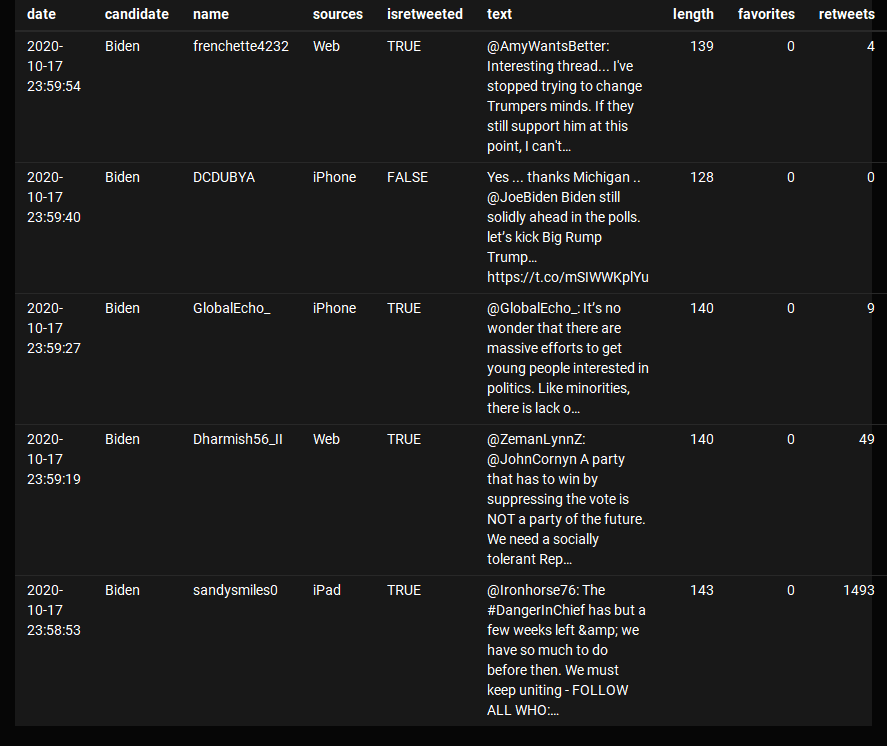 date candidate name sources isretweeted text length favorites retweets
2020- Biden frenchette4232 Web TRUE @AmyWantsBetter: 139 0 4
10-17 Interesting thread... I've
23:59:54 stopped trying to change
Trumpers minds. If they
still support him at this
point, I can't…
2020- Biden DCDUBYA iPhone FALSE Yes ... thanks Michigan .. 128 0 0
10-17 @JoeBiden Biden still
23:59:40 solidly ahead in the polls.
let’s kick Big Rump
Trump…
https://t.co/mSIWWKplYu
2020- Biden GlobalEcho_ iPhone TRUE @GlobalEcho_: It’s no 140 0 9
10-17 wonder that there are
23:59:27 massive efforts to get
young people interested in
politics. Like minorities,
there is lack o…
2020- Biden Dharmish56_II Web TRUE @ZemanLynnZ: 140 0 49
10-17 @JohnCornyn A party
23:59:19 that has to win by
suppressing the vote is
NOT a party of the future.
We need a socially
tolerant Rep…
2020- Biden sandysmiles0 iPad TRUE @Ironhorse76: The 143 0 1493
10-17 #DangerInChief has but a
23:58:53 few weeks left &amp; we
have so much to do
before then. We must
keep uniting - FOLLOW
ALL WHO:…